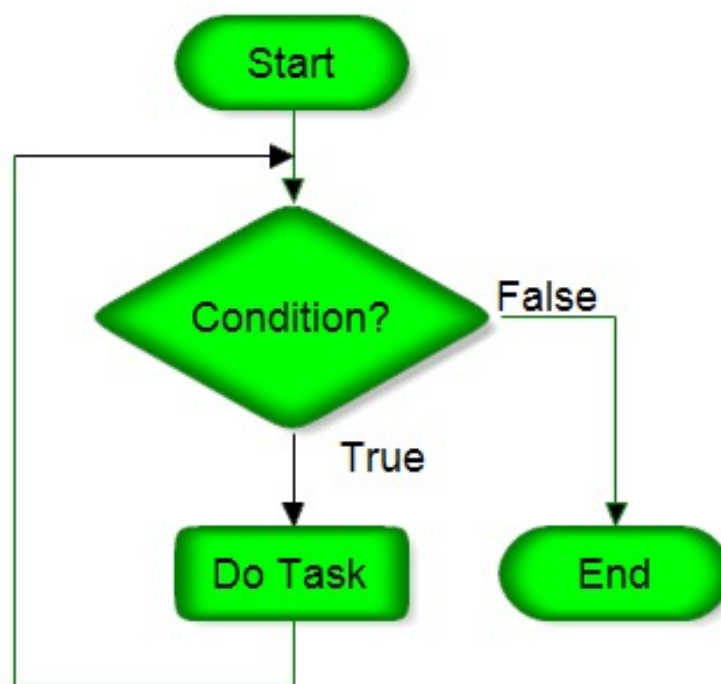 Start
Condition?
False
True
Do Task
End